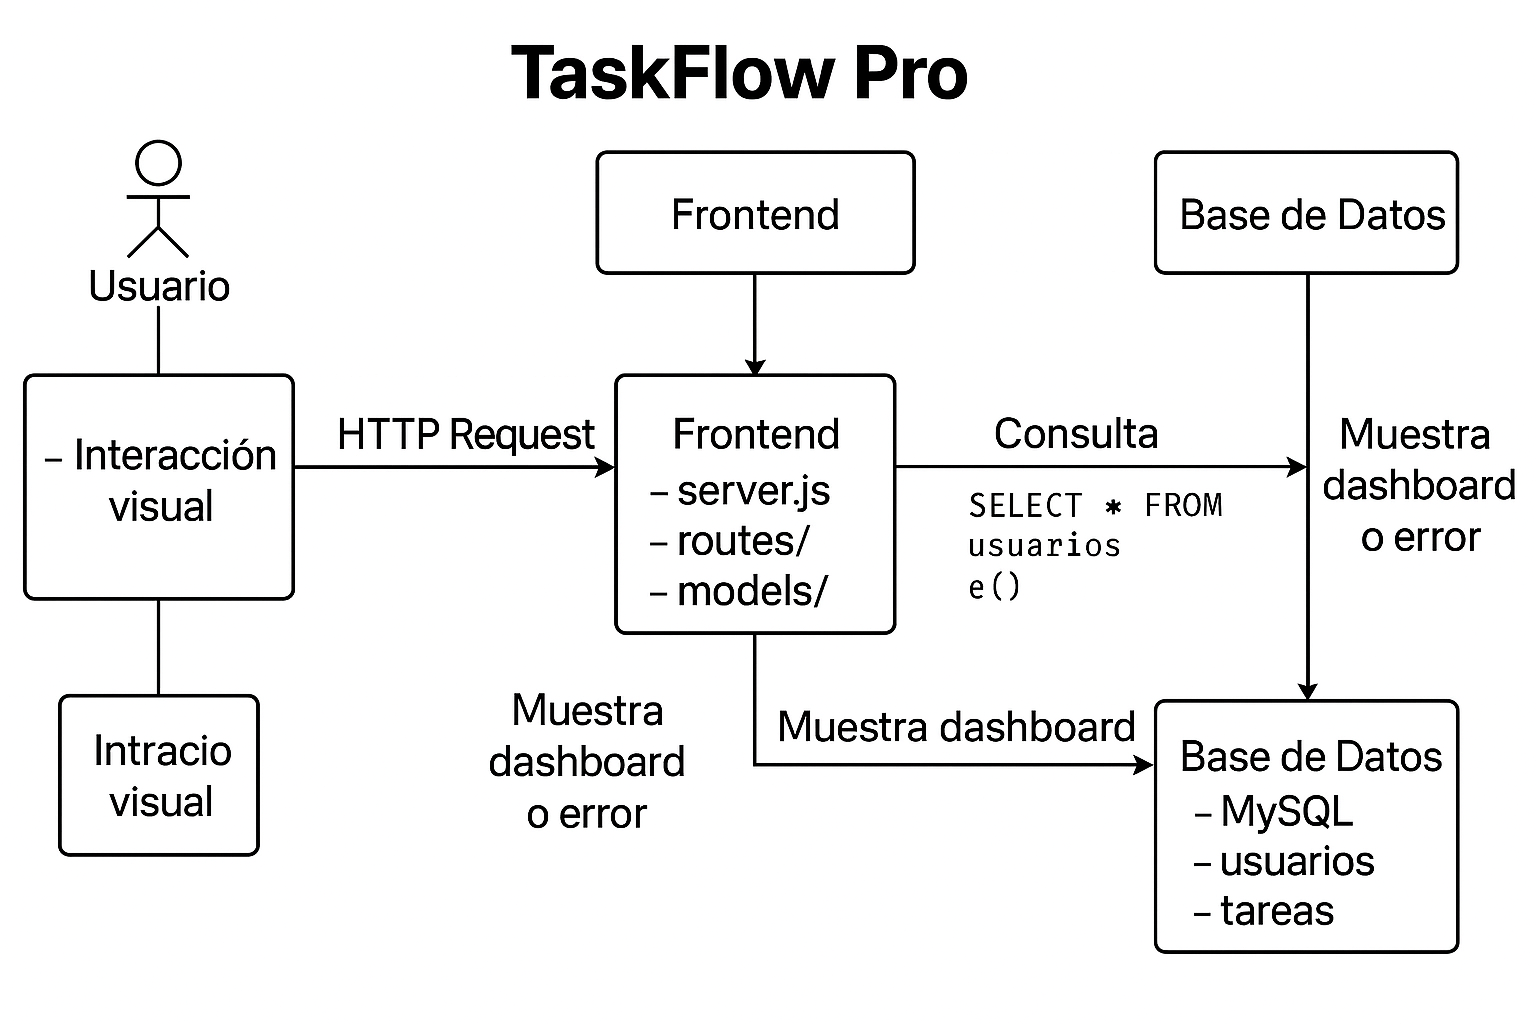 TaskFlow Pro
Usuario
Frontend
Base de Datos
– Interacción
visual
HTTP Request
Frontend
– server.js
– routes/
– models/
Consulta
SELECT * FROM
usuarios
e()
Muestra
dashboard
o error
Intracio
visual
Muestra
dashboard
o error
Muestra dashboard
Base de Datos
– MySQL
– usuarios
– tareas